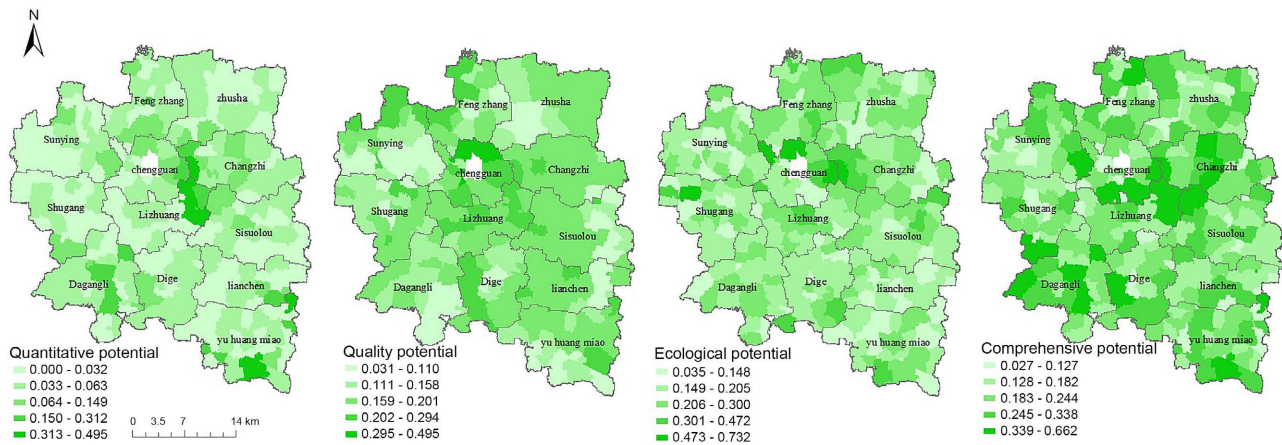 N
Feng zhang
zhusha
Sunying
chengguan
Changzhi
Shugang
Lizhuang
Sisuolou
Dagangli
Dige
lianchen
yu huang miao
Quantitative potential
0.000 - 0.032
0.033 - 0.063
0.064 - 0.149
0.150 - 0.312
0.313 - 0.495
0 3.5 7 14 km
Feng zhang
zhusha
Sunying
chengguan
Changzhi
Shugang
Lizhuang
Sisuolou
Dagangli
Dige
lianchen
yu huang miao
Quality potential
0.031 - 0.110
0.111 - 0.158
0.159 - 0.201
0.202 - 0.294
0.295 - 0.495
Feng zhang
zhusha
Sunying
chengguan
Changzhi
Shugang
Lizhuang
Sisuolou
Dagangli
Dige
lianchen
yu huang miao
Ecological potential
0.035 - 0.148
0.149 - 0.205
0.206 - 0.300
0.301 - 0.472
0.473 - 0.732
Feng zhang
zhusha
Sunying
chengguan
Changzhi
Shugang
Lizhuang
Sisuolou
Dagangli
Dige
lianchen
yu huang miao
Comprehensive potential
0.027 - 0.127
0.128 - 0.182
0.183 - 0.244
0.245 - 0.338
0.339 - 0.662